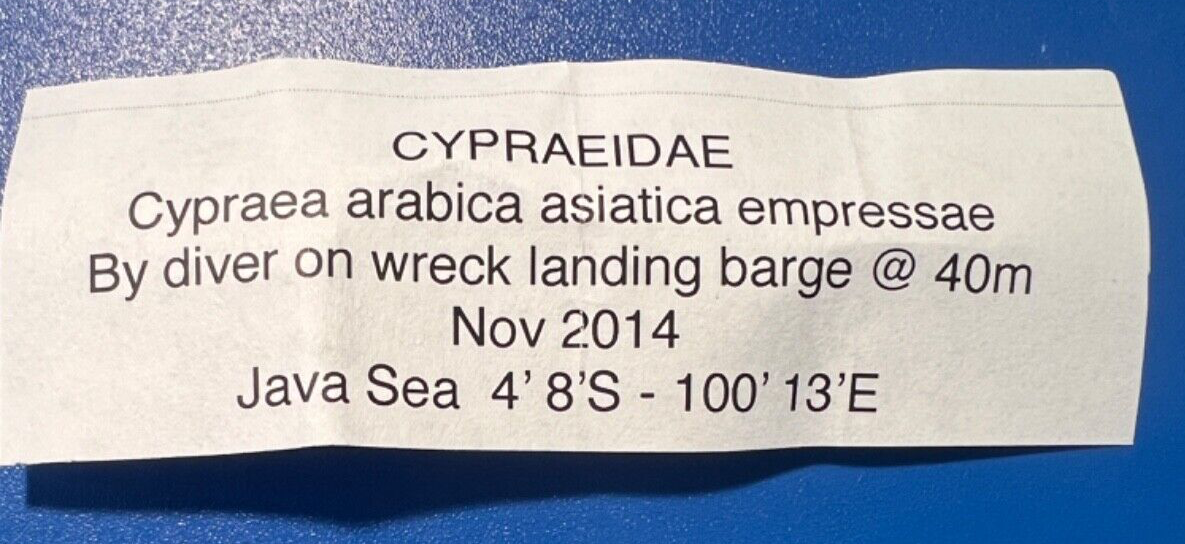 CYPRAEIDAE
Cypraea arabica asiatica empressae
By diver on wreck landing barge @ 40m
Nov 2014
Java Sea 4’ 8’S - 100’ 13’E